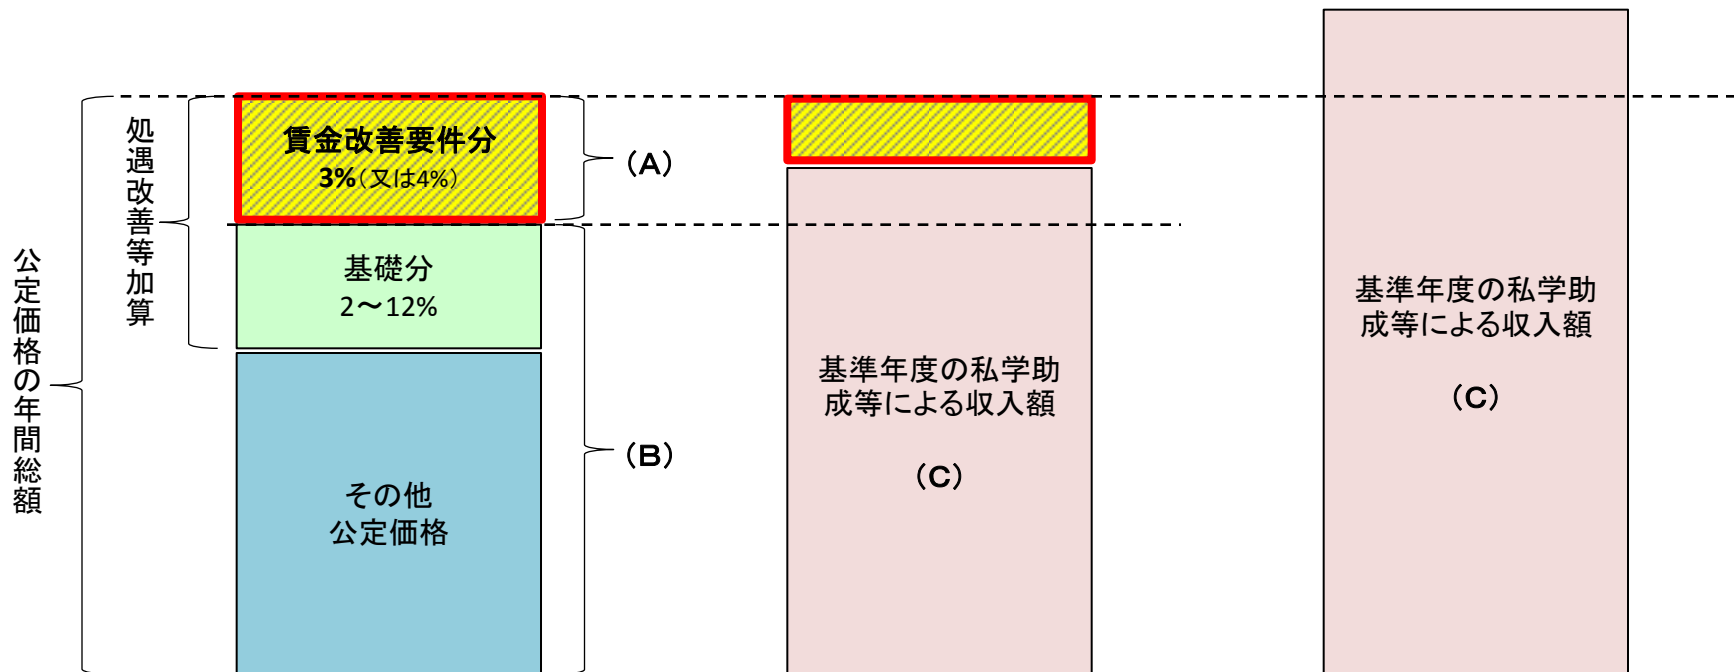 公定価格の年間総額
処遇改善等加算
賃金改善要件分
3%(又は4%)
(A)
基礎分
2～12%
その他
公定価格
(B)
基準年度の私学助
成等による収入額
(C)
基準年度の私学助
成等による収入額
(C)